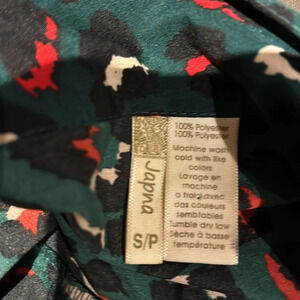 Japna
S/P
100% Polyester
100% Polyester
Machine wash
cold with like
colors
Lavage en
machine
a froid avec
des couleurs
semblables
Tumble dry low
Sèche à basse
température